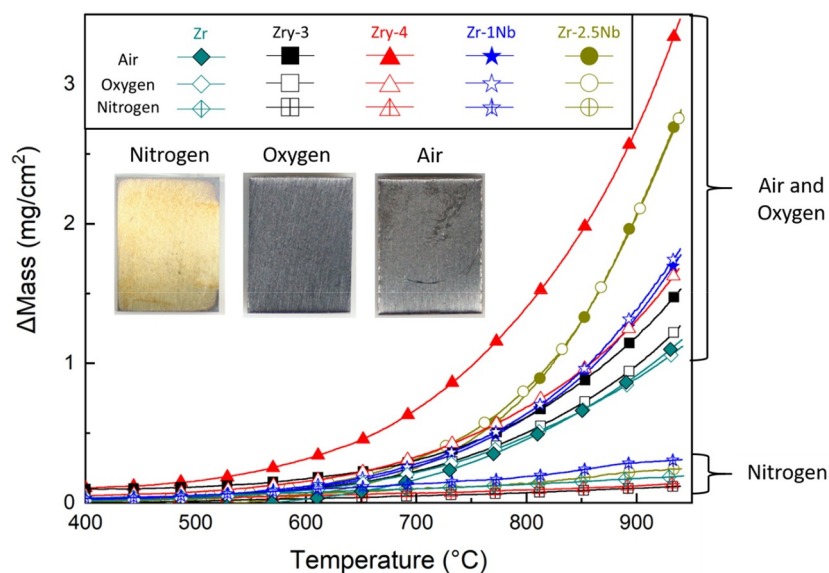 Zr Zry-3 Zry-4 Zr-1Nb Zr-2.5Nb
Air
Oxygen
Nitrogen
Nitrogen Oxygen Air
Air and
Oxygen
Nitrogen
ΔMass (mg/cm²)
3
2
1
0
400 500 600 700 800 900
Temperature (°C)